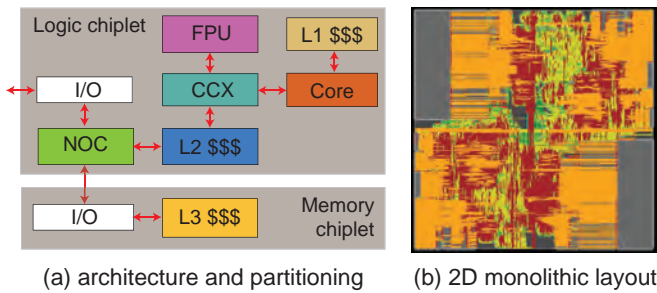 Logic chiplet
FPU
L1 $$$
I/O
CCX
Core
NOC
L2 $$$
I/O
L3 $$$
Memory
chiplet
(a) architecture and partitioning
(b) 2D monolithic layout